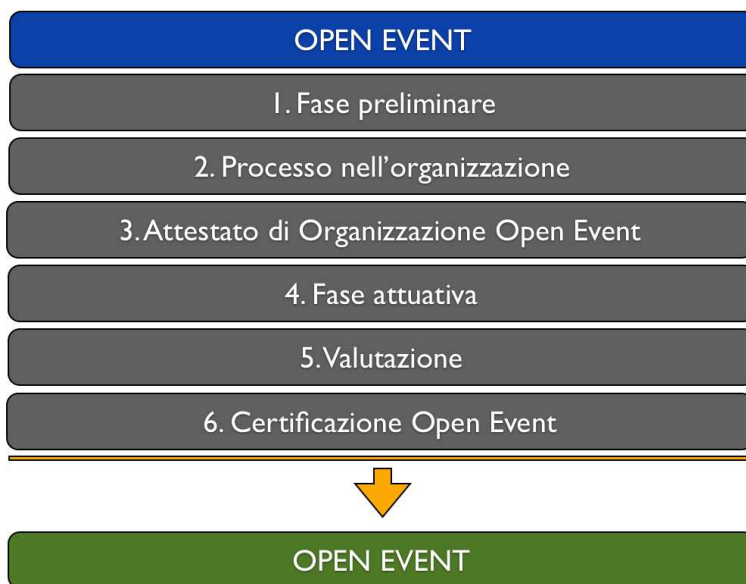 OPEN EVENT
1. Fase preliminare
2. Processo nell'organizzazione
3. Attestato di Organizzazione Open Event
4. Fase attuativa
5. Valutazione
6. Certificazione Open Event
OPEN EVENT